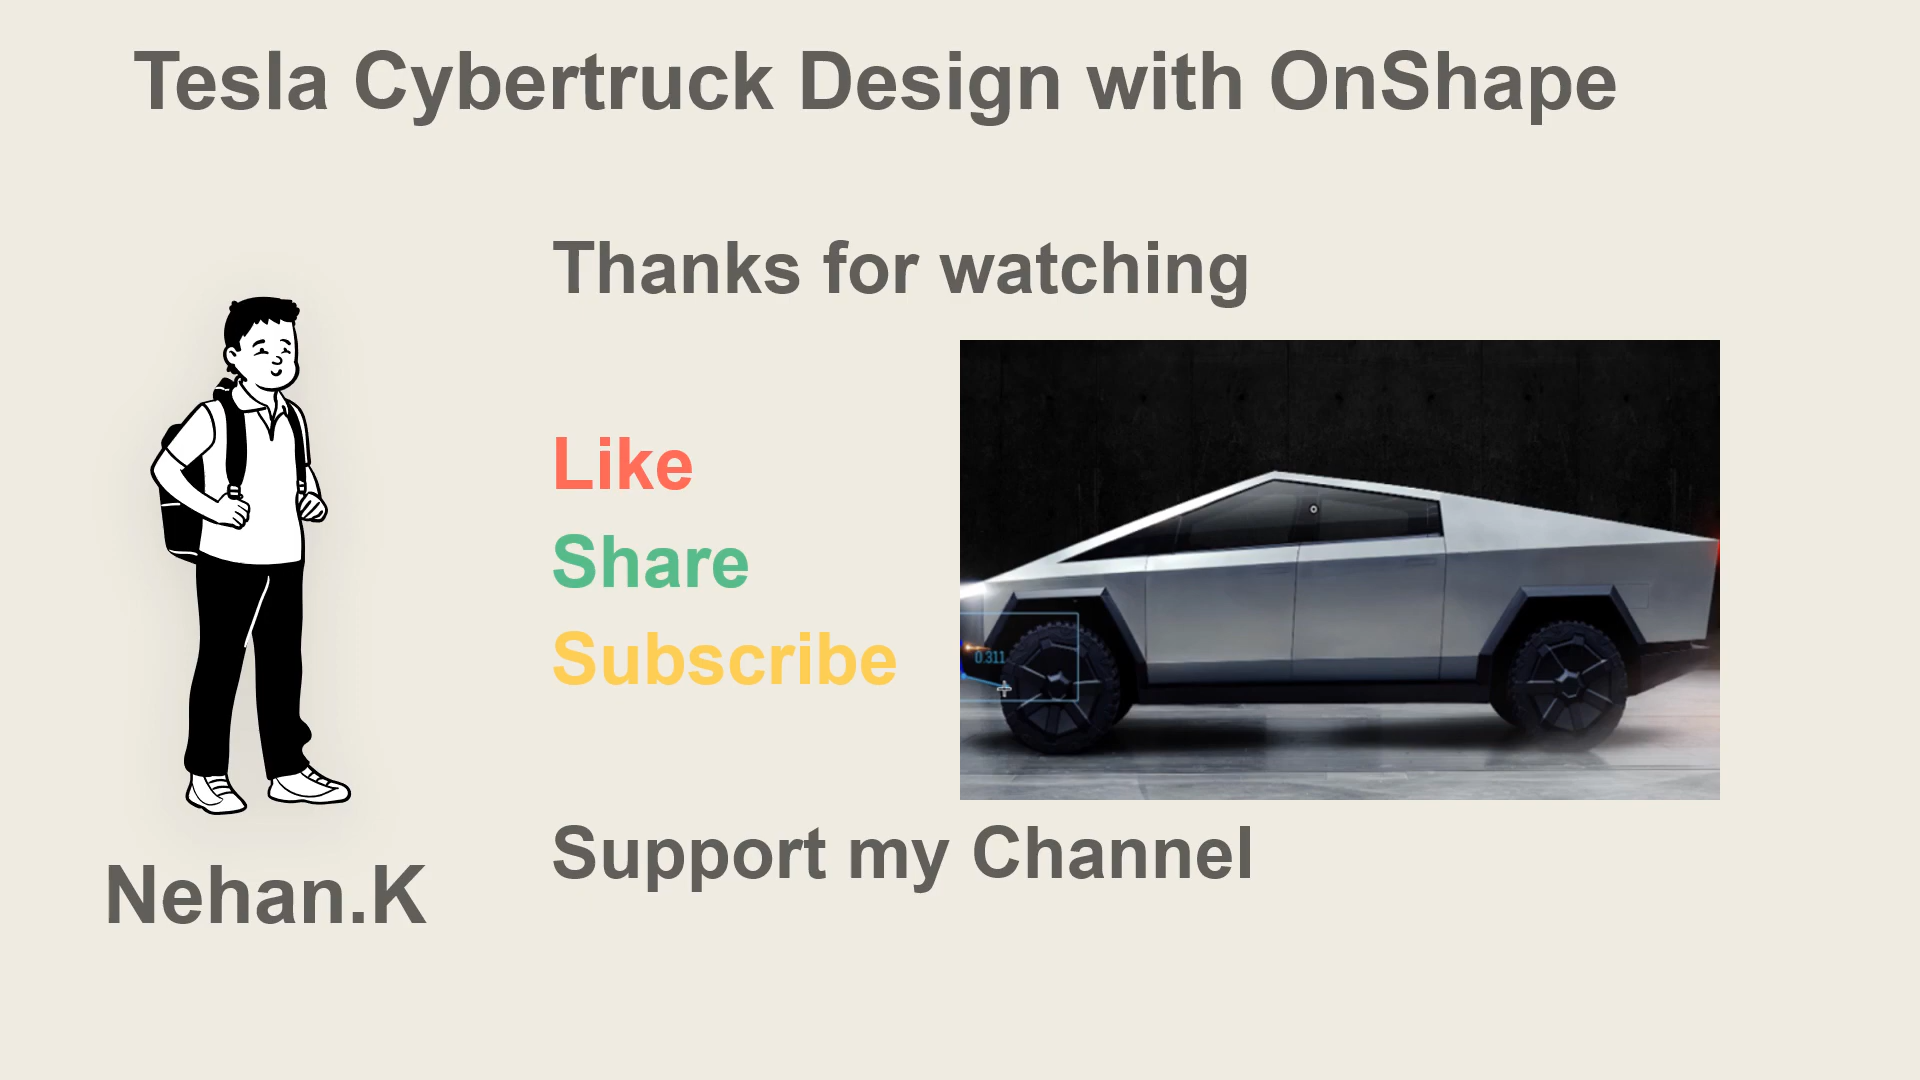 Tesla Cybertruck Design with OnShape
Thanks for watching
Like
Share
Subscribe
0.311
Support my Channel
Nehan.K